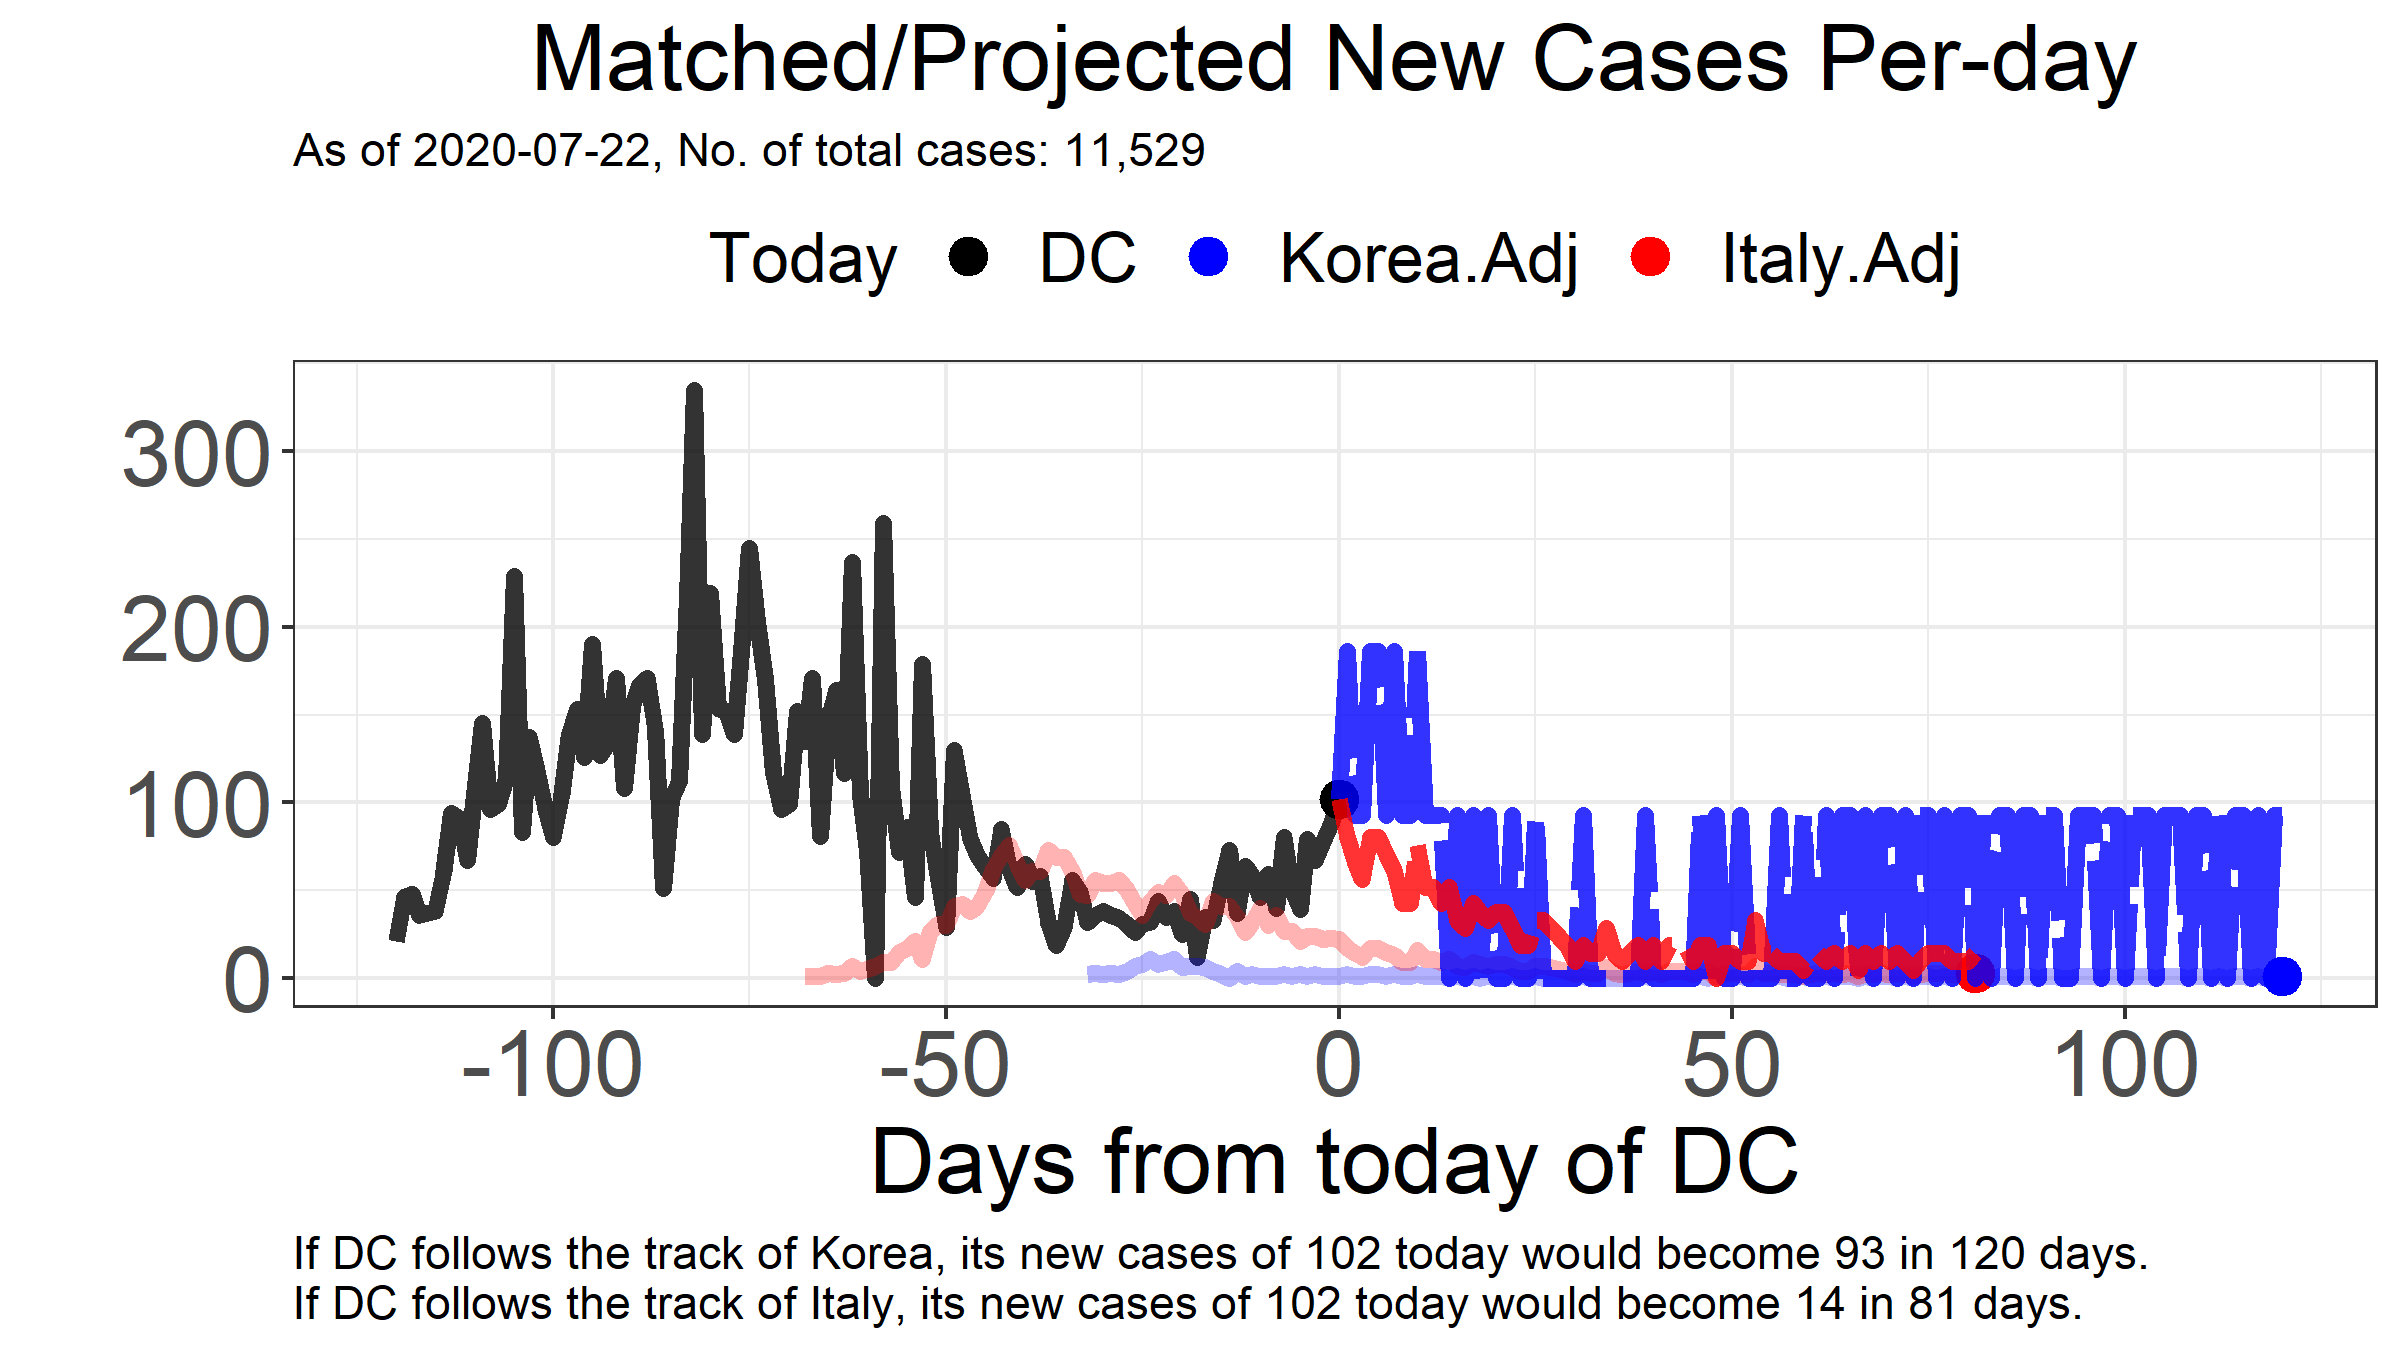 Matched/Projected New Cases Per-day
As of 2020-07-22, No. of total cases: 11,529
Today DC Korea.Adj Italy.Adj
300
200
100
0
-100 -50 0 50 100
Days from today of DC
If DC follows the track of Korea, its new cases of 102 today would become 93 in 120 days.
If DC follows the track of Italy, its new cases of 102 today would become 14 in 81 days.